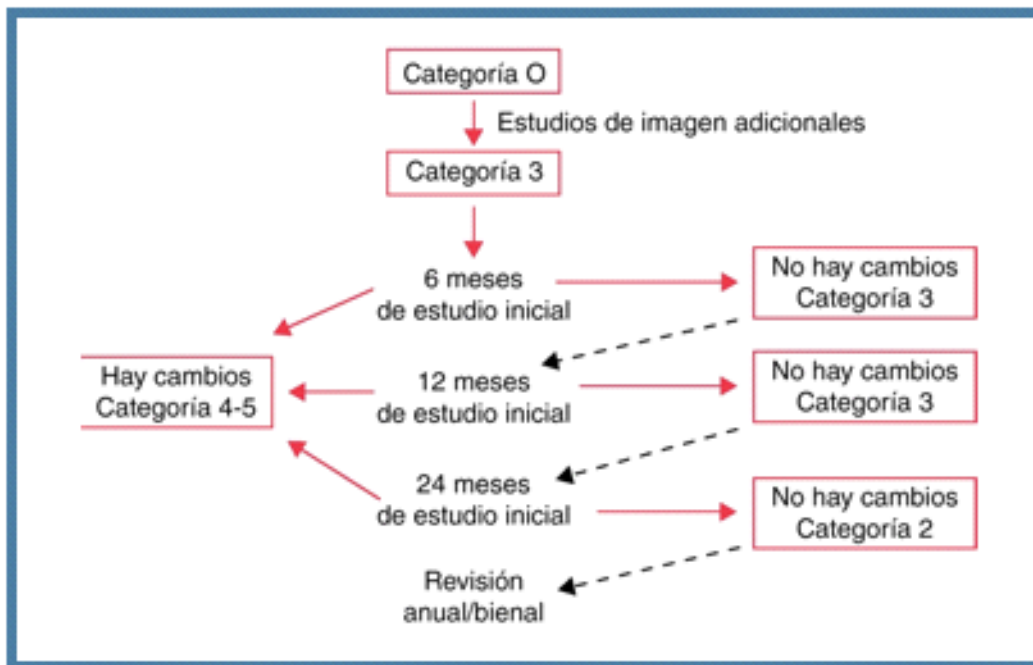 Categoría O
Estudios de imagen adicionales
Categoría 3
6 meses
de estudio inicial
No hay cambios
Categoría 3
Hay cambios
Categoría 4-5
12 meses
de estudio inicial
No hay cambios
Categoría 3
24 meses
de estudio inicial
No hay cambios
Categoría 2
Revisión
anual/bienal